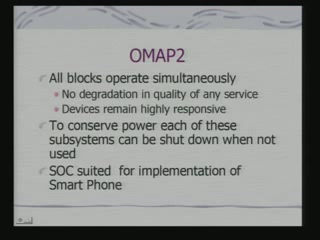 OMAP2
All blocks operate simultaneously
No degradation in quality of any service
Devices remain highly responsive
To conserve power each of these
subsystems can be shut down when not
used
SOC suited for implementation of
Smart Phone